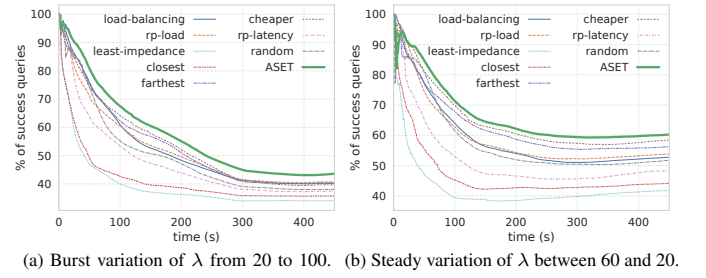 load-balancing
rp-load
least-impedance
closest
farthest
cheaper
rp-latency
random
ASET
% of success queries
100
90
80
70
60
50
40
0
100
200
300
400
time (s)
(a) Burst variation of λ from 20 to 100.
load-balancing
rp-load
least-impedance
closest
farthest
cheaper
rp-latency
random
ASET
% of success queries
100
90
80
70
60
50
40
0
100
200
300
400
time (s)
(b) Steady variation of λ between 60 and 20.